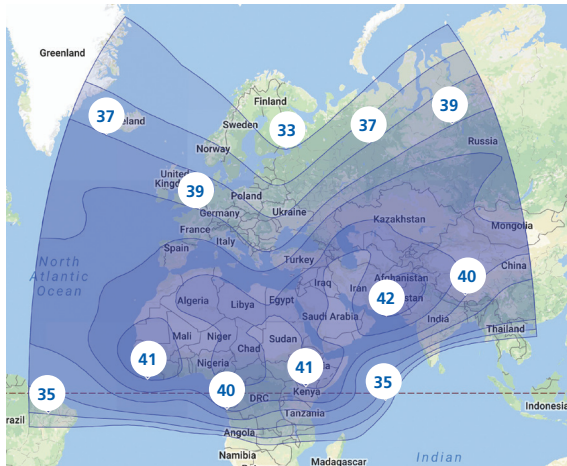 Greenland
39
Finland
37
eland
37
33
Sweden
Russia
Norway
United
39
Poland
Germany
Ukraine
Kazakhstan
Mongolia
France
Italy
Spain
Turkey
North
Atlantic
Ocean
Iraq
Iran
Afghanistan
40
China
Algeria
Libya
Egypt
42
stan
Saudi Arabia
India
Thailand
Mali
Niger
Chad
Sudan
41
Nigeria
41
35
35
40
DRC
Kenya
Tanzania
Indonesia
razil
Angola
Namibia
Madagascar
Indian